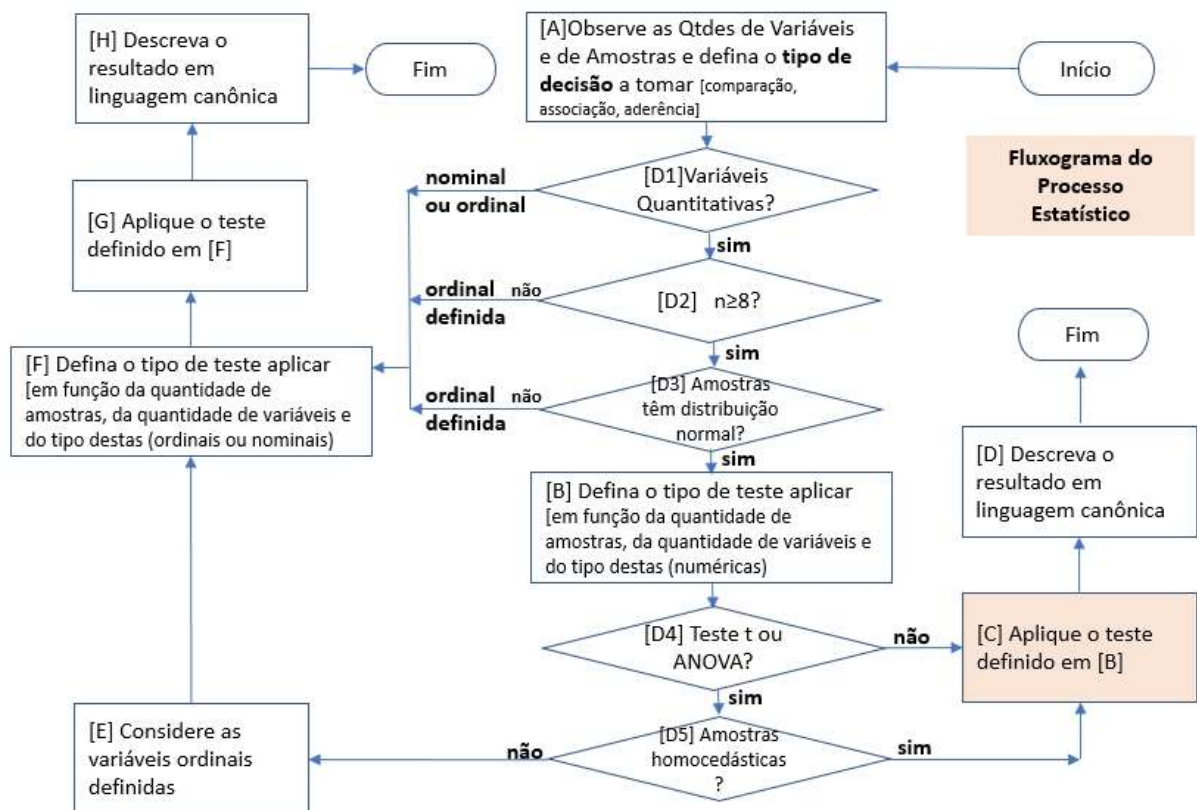 [A]Observe as Qtdes de Variáveis
e de Amostras e defina o tipo de
decisão a tomar [comparação,
associação, aderência]
Início
[H] Descreva o
resultado em
linguagem canônica
Fim
Fluxograma do
Processo
Estatístico
[D1]Variáveis
Quantitativas?
nominal
ou ordinal
sim
[G] Aplique o teste
definido em [F]
[D2] n≥8?
ordinal não
definida
sim
Fim
[F] Defina o tipo de teste aplicar
[em função da quantidade de
amostras, da quantidade de variáveis e
do tipo destas (ordinais ou nominais)
[D3] Amostras
têm distribuição
normal?
ordinal não
definida
sim
[D] Descreva o
resultado em
linguagem canônica
[B] Defina o tipo de teste aplicar
[em função da quantidade de
amostras, da quantidade de variáveis e
do tipo destas (numéricas)
[D4] Teste t ou
ANOVA?
não
sim
[C] Aplique o teste
definido em [B]
[E] Considere as
variáveis ordinais
definidas
não
[D5] Amostras
homocedásticas
?
sim